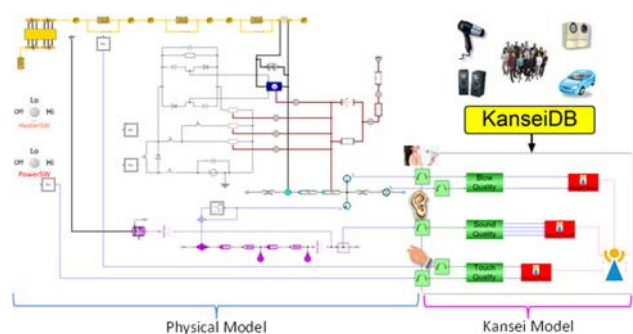 Lo
OFF
Hi
HeaterSW
Lo
OFF
Hi
PowerSW
KanseiDB
Blow
Quality
Sound
Quality
Touch
Quality
Physical Model
Kansei Model